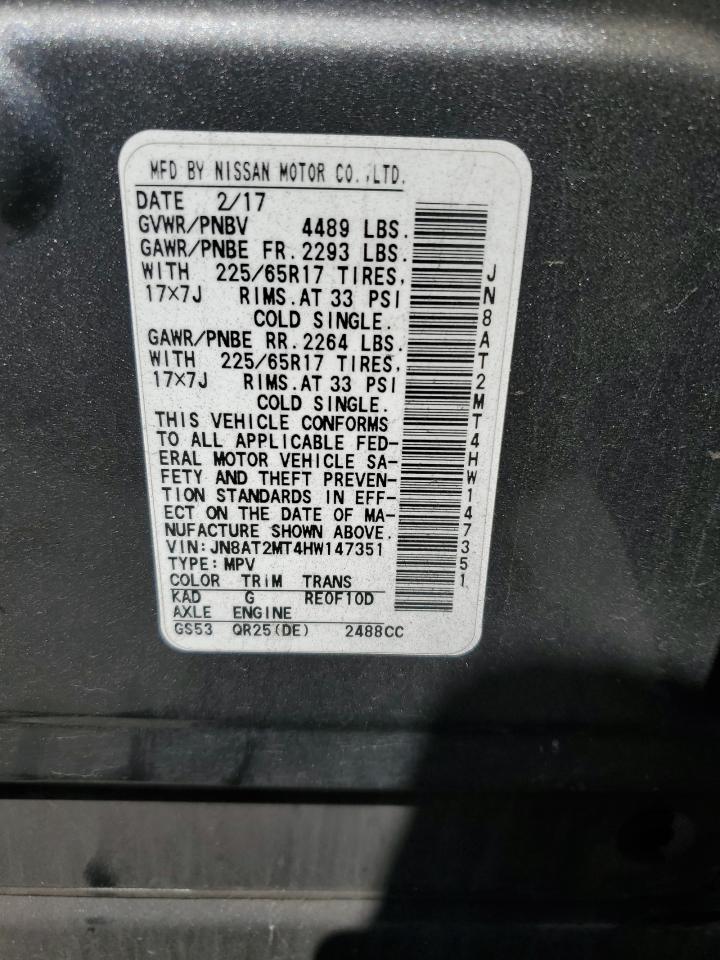 MFD BY NISSAN MOTOR CO.,LTD.
DATE 2/17
GVWR/PNBV 4489 LBS.
GAWR/PNBE FR. 2293 LBS.
WITH 225/65R17 TIRES,
17×7J RIMS.AT 33 PSI
COLD SINGLE.
GAWR/PNBE RR. 2264 LBS.
WITH 225/65R17 TIRES,
17×7J RIMS.AT 33 PSI
COLD SINGLE.
THIS VEHICLE CONFORMS
TO ALL APPLICABLE FED-
ERAL MOTOR VEHICLE SA-
FETY AND THEFT PREVEN-
TION STANDARDS IN EFF-
ECT ON THE DATE OF MA-
NUFACTURE SHOWN ABOVE.
VIN:JN8AT2MT4HW147351
TYPE:MPV
COLOR TRIM TRANS
KAD G RE0F10D
AXLE ENGINE
GS53 QR25(DE) 2488CC
JN8AT2MT4HW147351